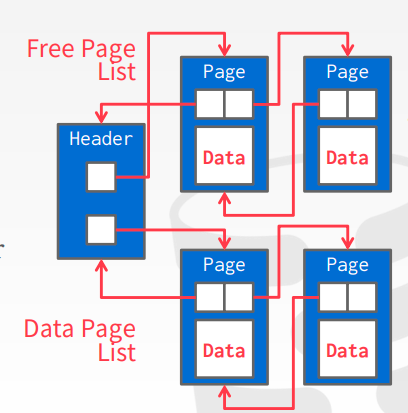 Free Page
List
Page
Page
Header
Data
Data
r
Page
Page
Data Page
List
Data
Data